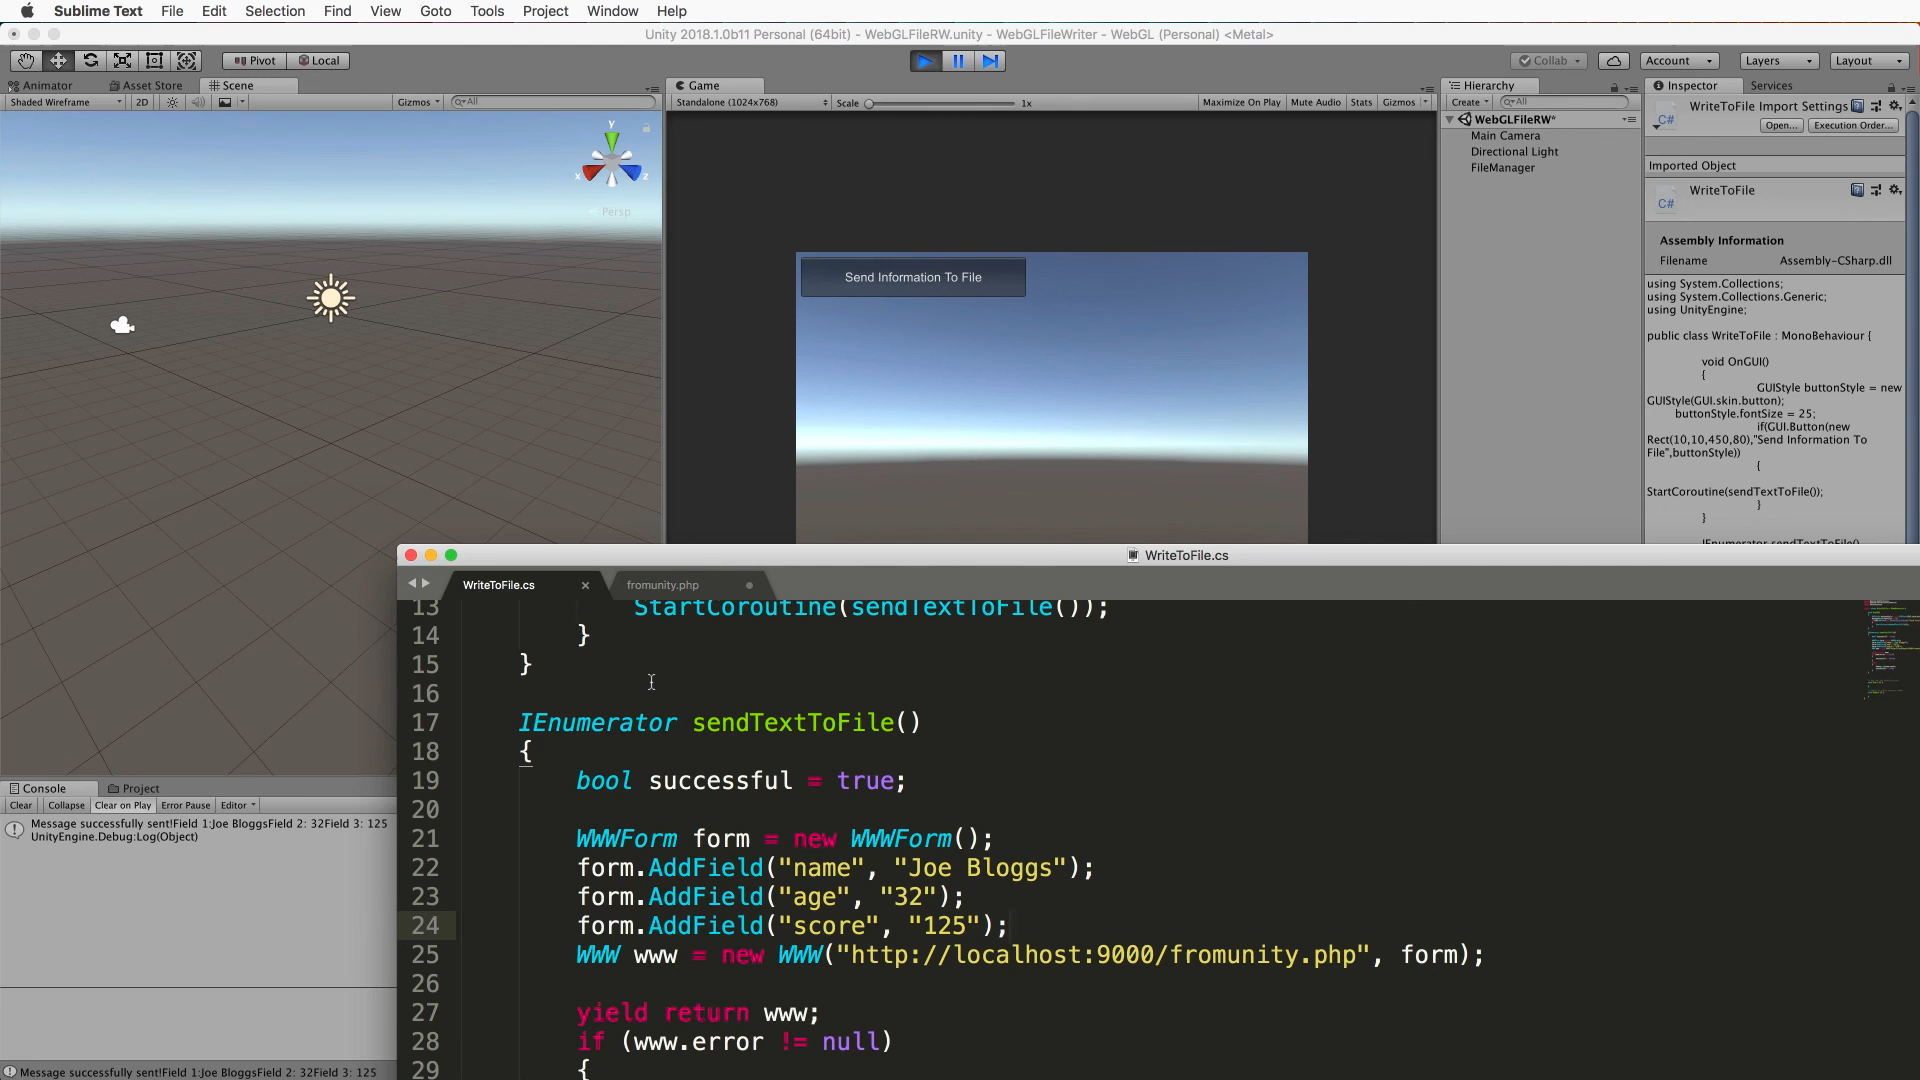 Sublime Text File Edit Selection Find View Goto Tools Project Window Help
Unity 2018.1.0b11 Personal (64bit) - WebGLFileRW.unity - WebGLFileWriter - WebGL (Personal) <Metal>
Pivot Local Collab Account Layers Layout
Animator Asset Store Scene Game Hierarchy Inspector Services
Shaded Wireframe 2D Gizmos All Standalone (1024x768) Scale 1x Maximize On Play Mute Audio Stats Gizmos Create All
WriteToFile Import Settings
Open... Execution Order...
WebGLFileRW*
Main Camera
Directional Light
FileManager
Imported Object
WriteToFile
C#
C#
Assembly Information
Filename Assembly-CSharp.dll
using System.Collections;
using System.Collections.Generic;
using UnityEngine;
public class WriteToFile : MonoBehaviour {
void OnGUI()
{
GUIStyle buttonStyle = new
GUIStyle(GUI.skin.button);
buttonStyle.fontSize = 25;
if(GUI.Button(new
Rect(10,10,450,80),"Send Information To
File",buttonStyle))
{
StartCoroutine(sendTextToFile());
}
}
IEnumerator sendTextToFile()
y
x z
Persp
Send Information To File
WriteToFile.cs
WriteToFile.cs × fromunity.php
13 StartCoroutine(sendTextToFile());
14 }
15 }
16
17 IEnumerator sendTextToFile()
18 {
19 bool successful = true;
20
21 WWWForm form = new WWWForm();
22 form.AddField("name", "Joe Bloggs");
23 form.AddField("age", "32");
24 form.AddField("score", "125");
25 WWW www = new WWW("http://localhost:9000/fromunity.php", form);
26
27 yield return www;
28 if (www.error != null)
29 {
Console Project
Clear Collapse Clear on Play Error Pause Editor
Message successfully sent!Field 1:Joe BloggsField 2: 32Field 3: 125
UnityEngine.Debug:Log(Object)
Message successfully sent!Field 1:Joe BloggsField 2: 32Field 3: 125